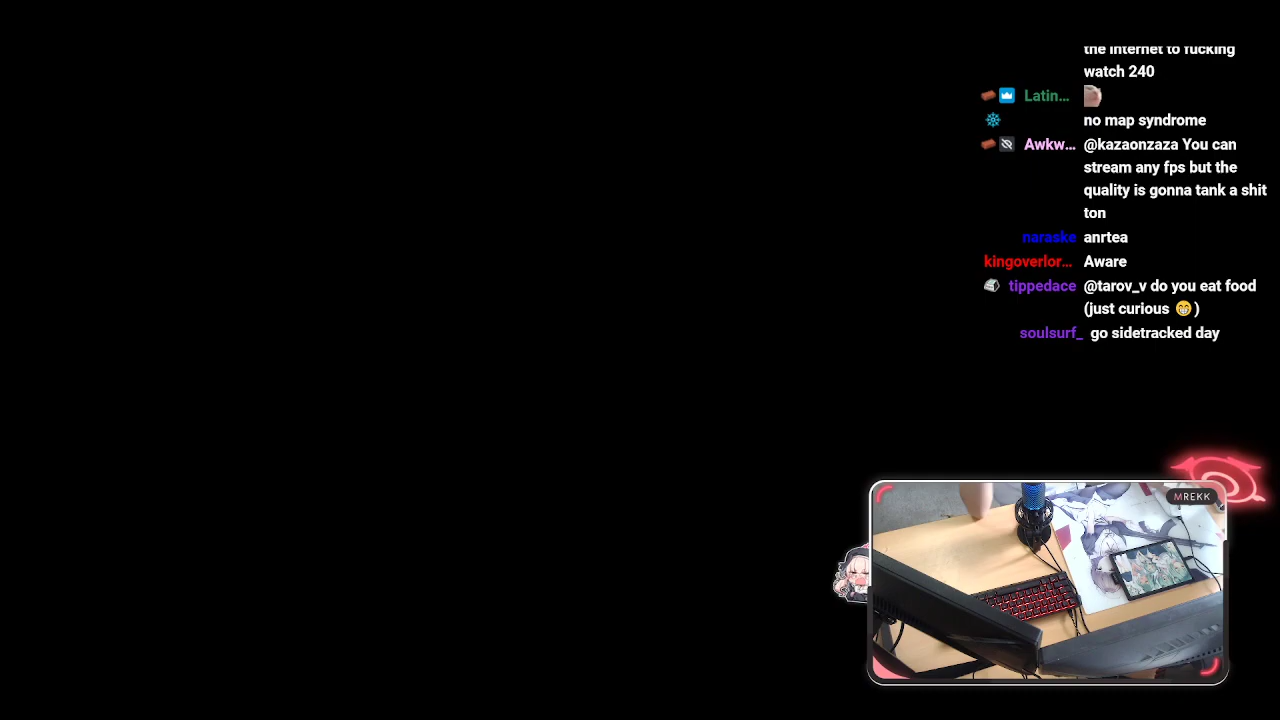 the internet to fucking
watch 240
Latin...
no map syndrome
Awkw... @kazaonzaza You can
stream any fps but the
quality is gonna tank a shit
ton
naraske anrtea
kingoverlor... Aware
tippedace @tarov_v do you eat food
(just curious 😁)
soulsurf_ go sidetracked day
MREKK